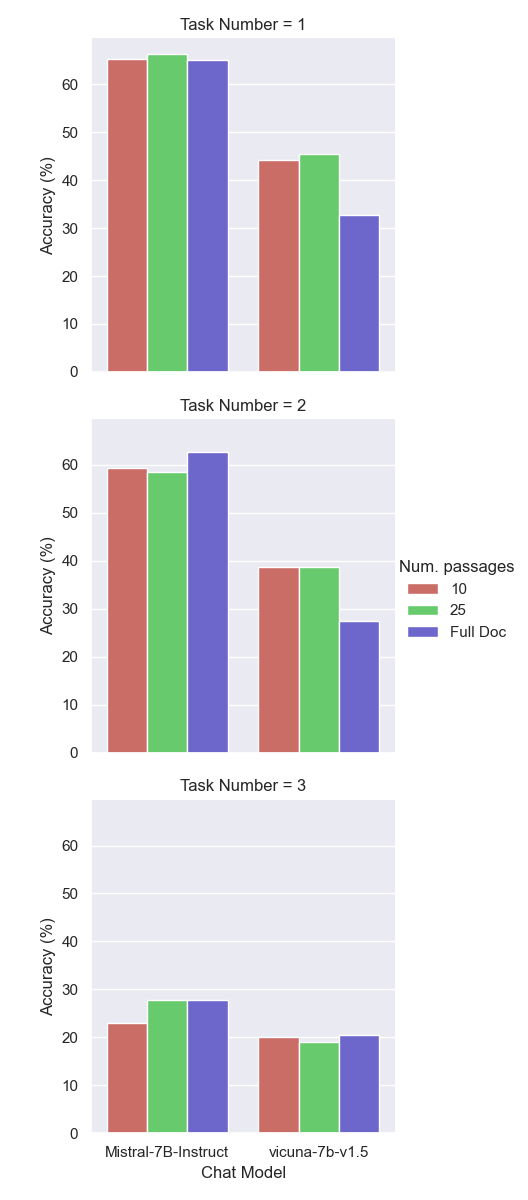 Task Number = 1
Accuracy (%)
60
50
40
30
20
10
0
Task Number = 2
Accuracy (%)
60
50
40
30
20
10
0
Num. passages
10
25
Full Doc
Task Number = 3
Accuracy (%)
60
50
40
30
20
10
0
Mistral-7B-Instruct vicuna-7b-v1.5
Chat Model